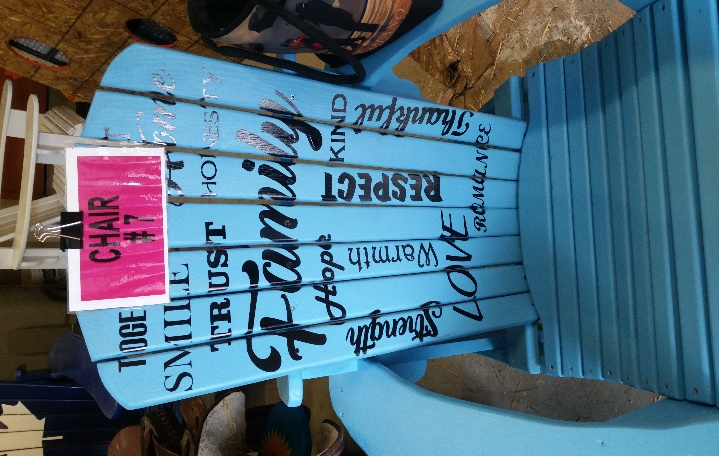 CHAIR
#7
TOGE
SMILE
TRUST
HONESTY
Family
Hope
KIND
Strength
Warmth
RESPECT
Thankful
LOVE
ROMANCE